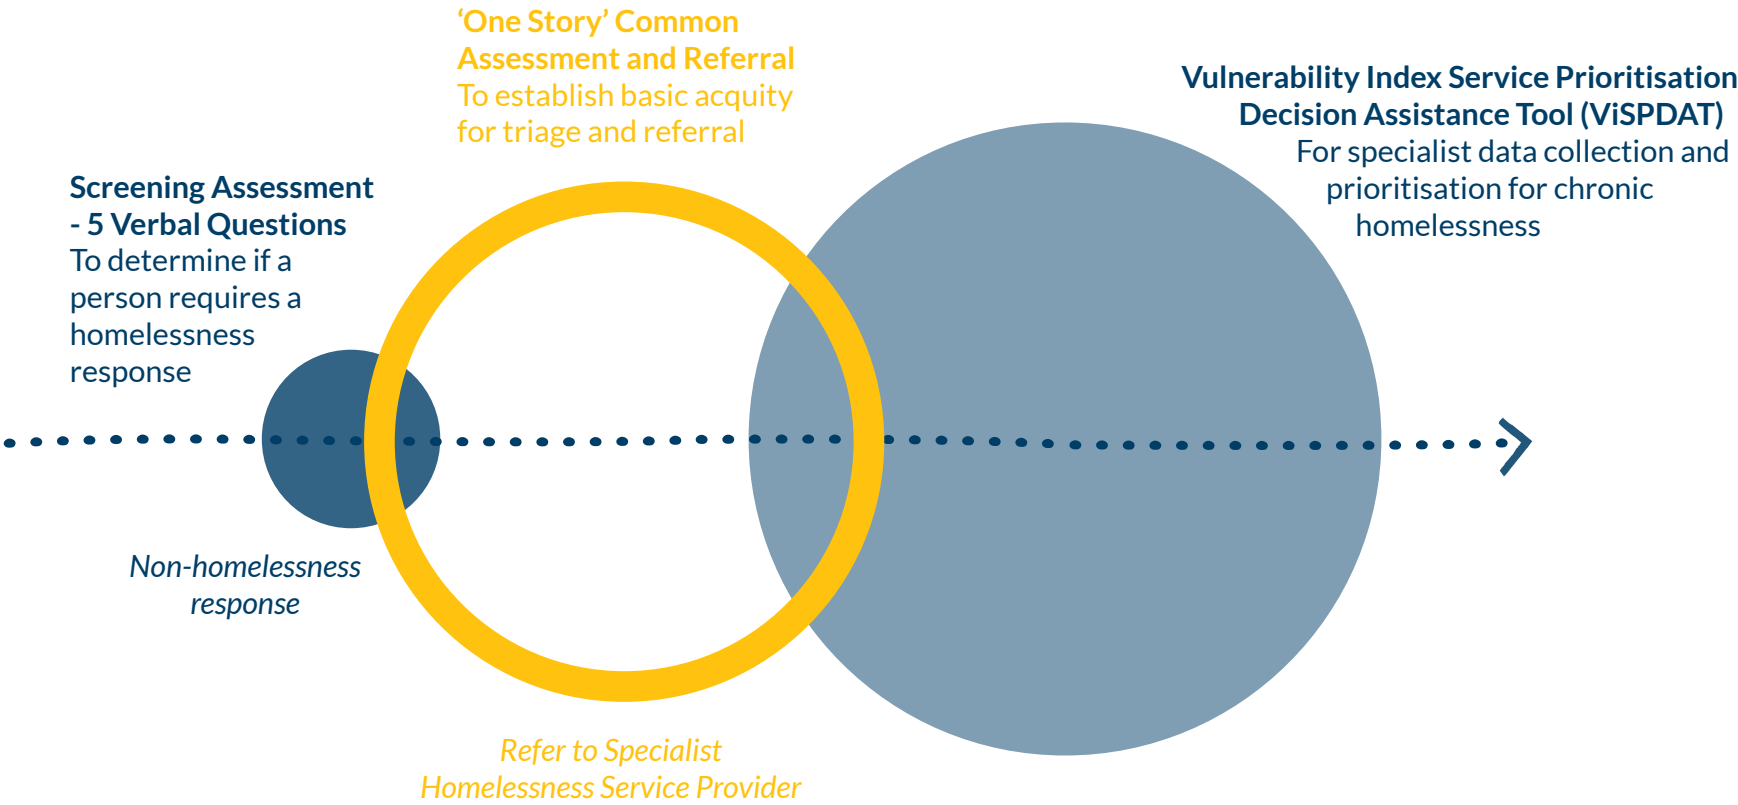 ‘One Story’ Common
Assessment and Referral
To establish basic acquity
for triage and referral
Vulnerability Index Service Prioritisation
Decision Assistance Tool (ViSPDAT)
For specialist data collection and
prioritisation for chronic
homelessness
Screening Assessment
- 5 Verbal Questions
To determine if a
person requires a
homelessness
response
Non-homelessness
response
Refer to Specialist
Homelessness Service Provider